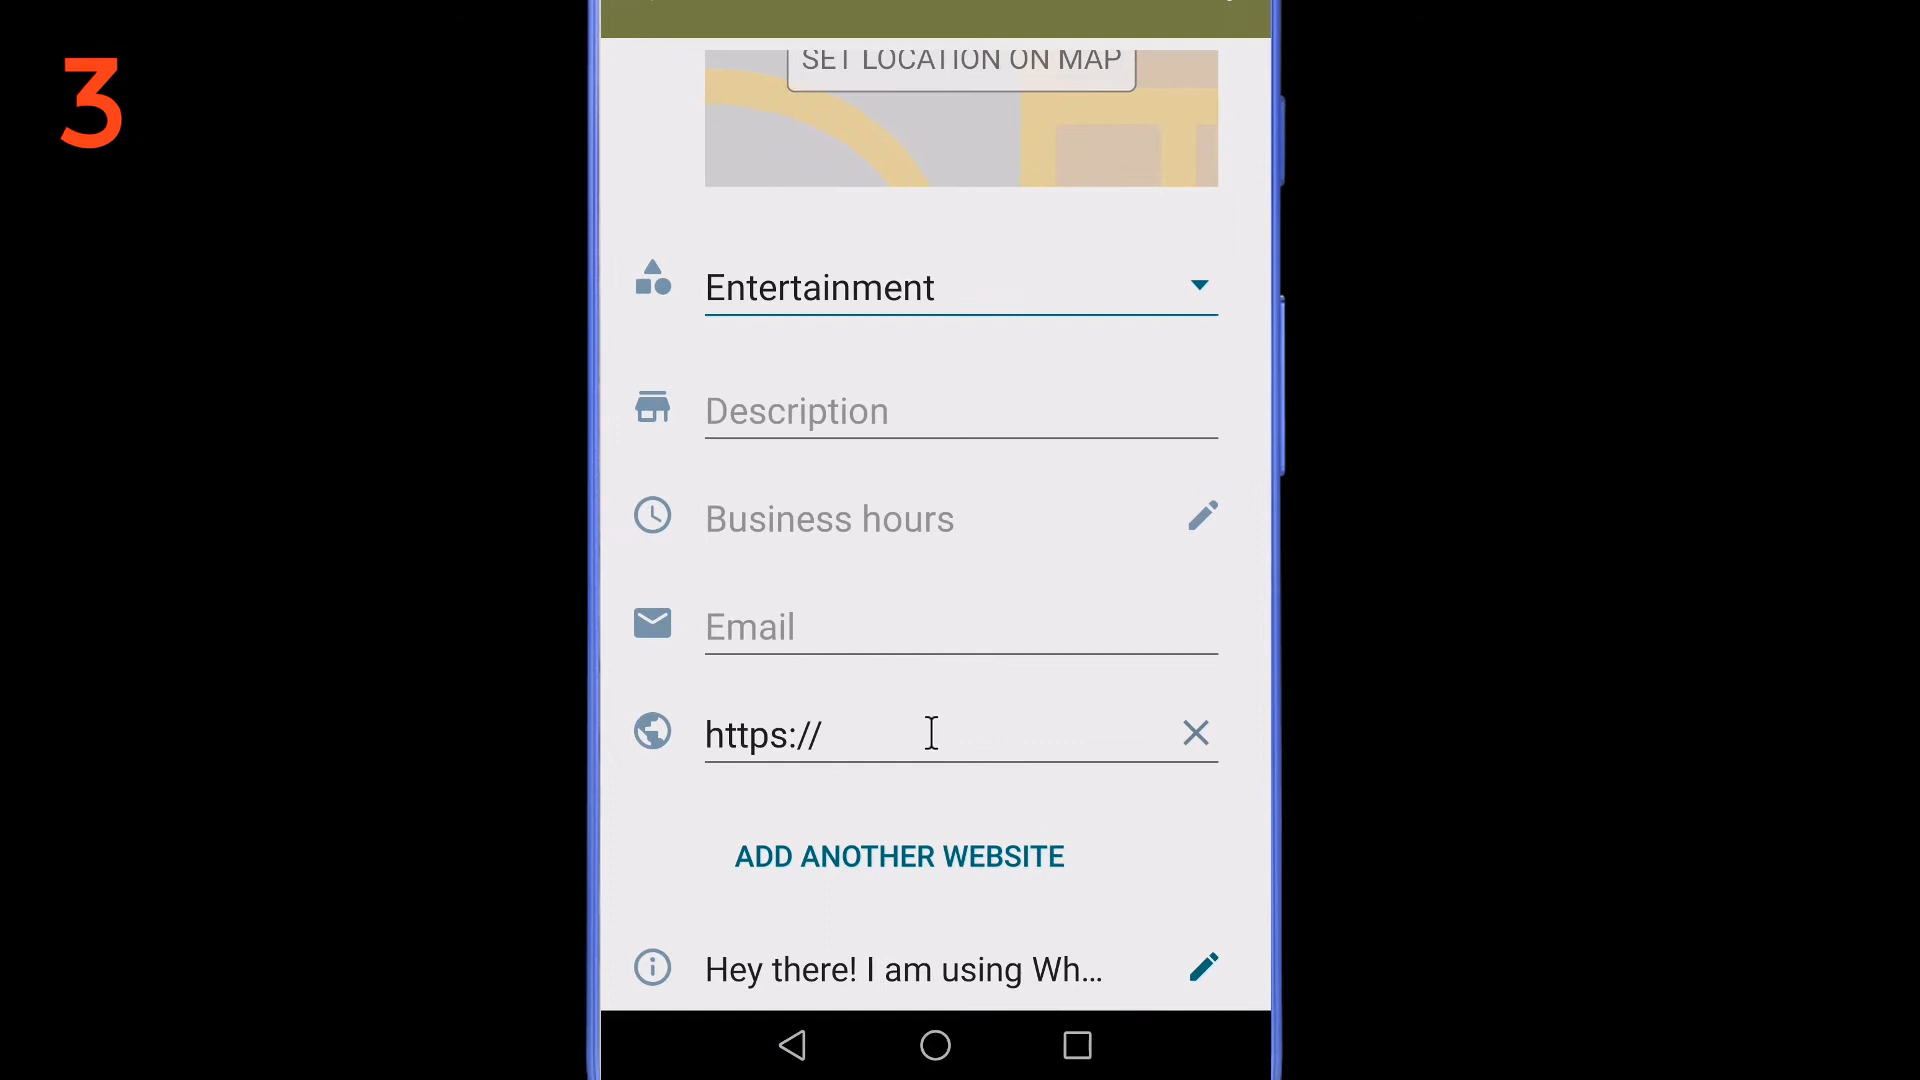 3
SET LOCATION ON MAP
Entertainment
Description
Business hours
Email
https://
ADD ANOTHER WEBSITE
Hey there! I am using Wh...